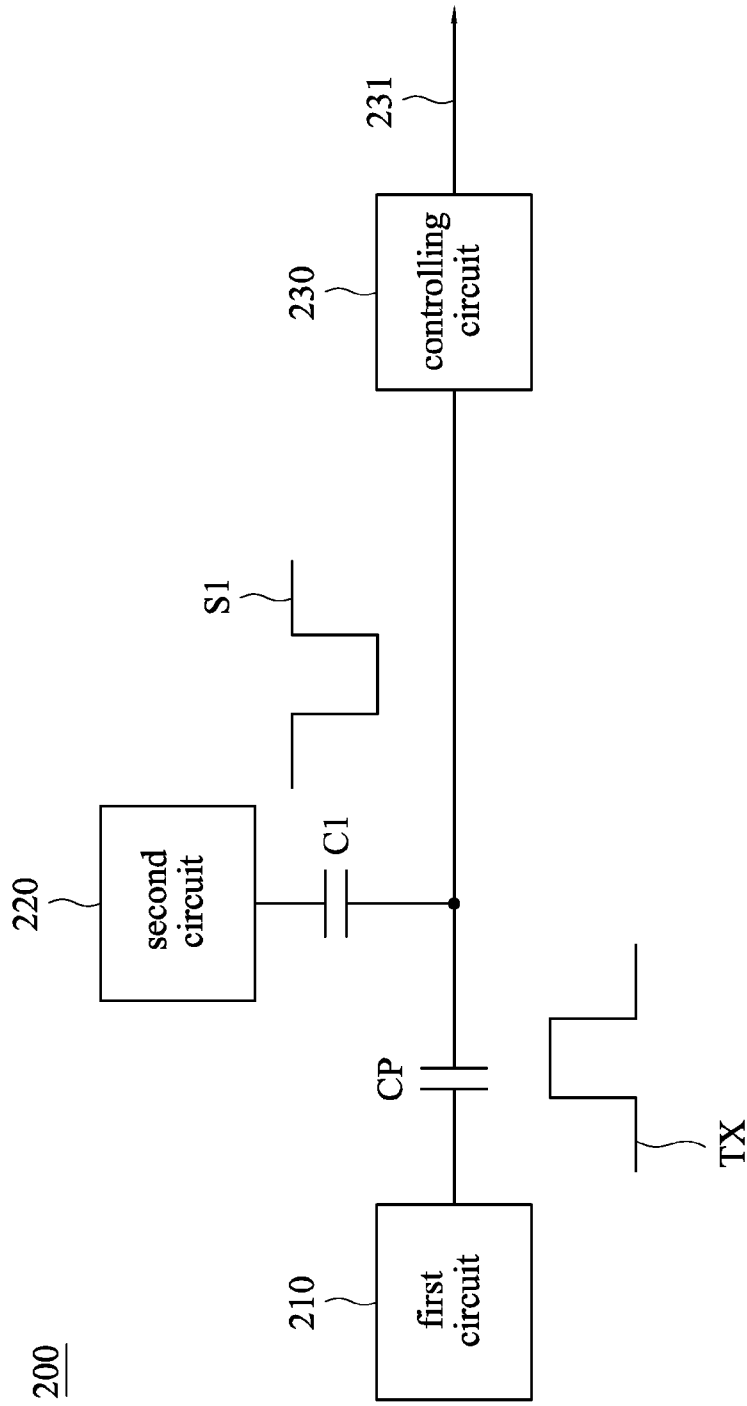 200
220
second
circuit
C1
S1
210
first
circuit
CP
TX
230
controlling
circuit
231